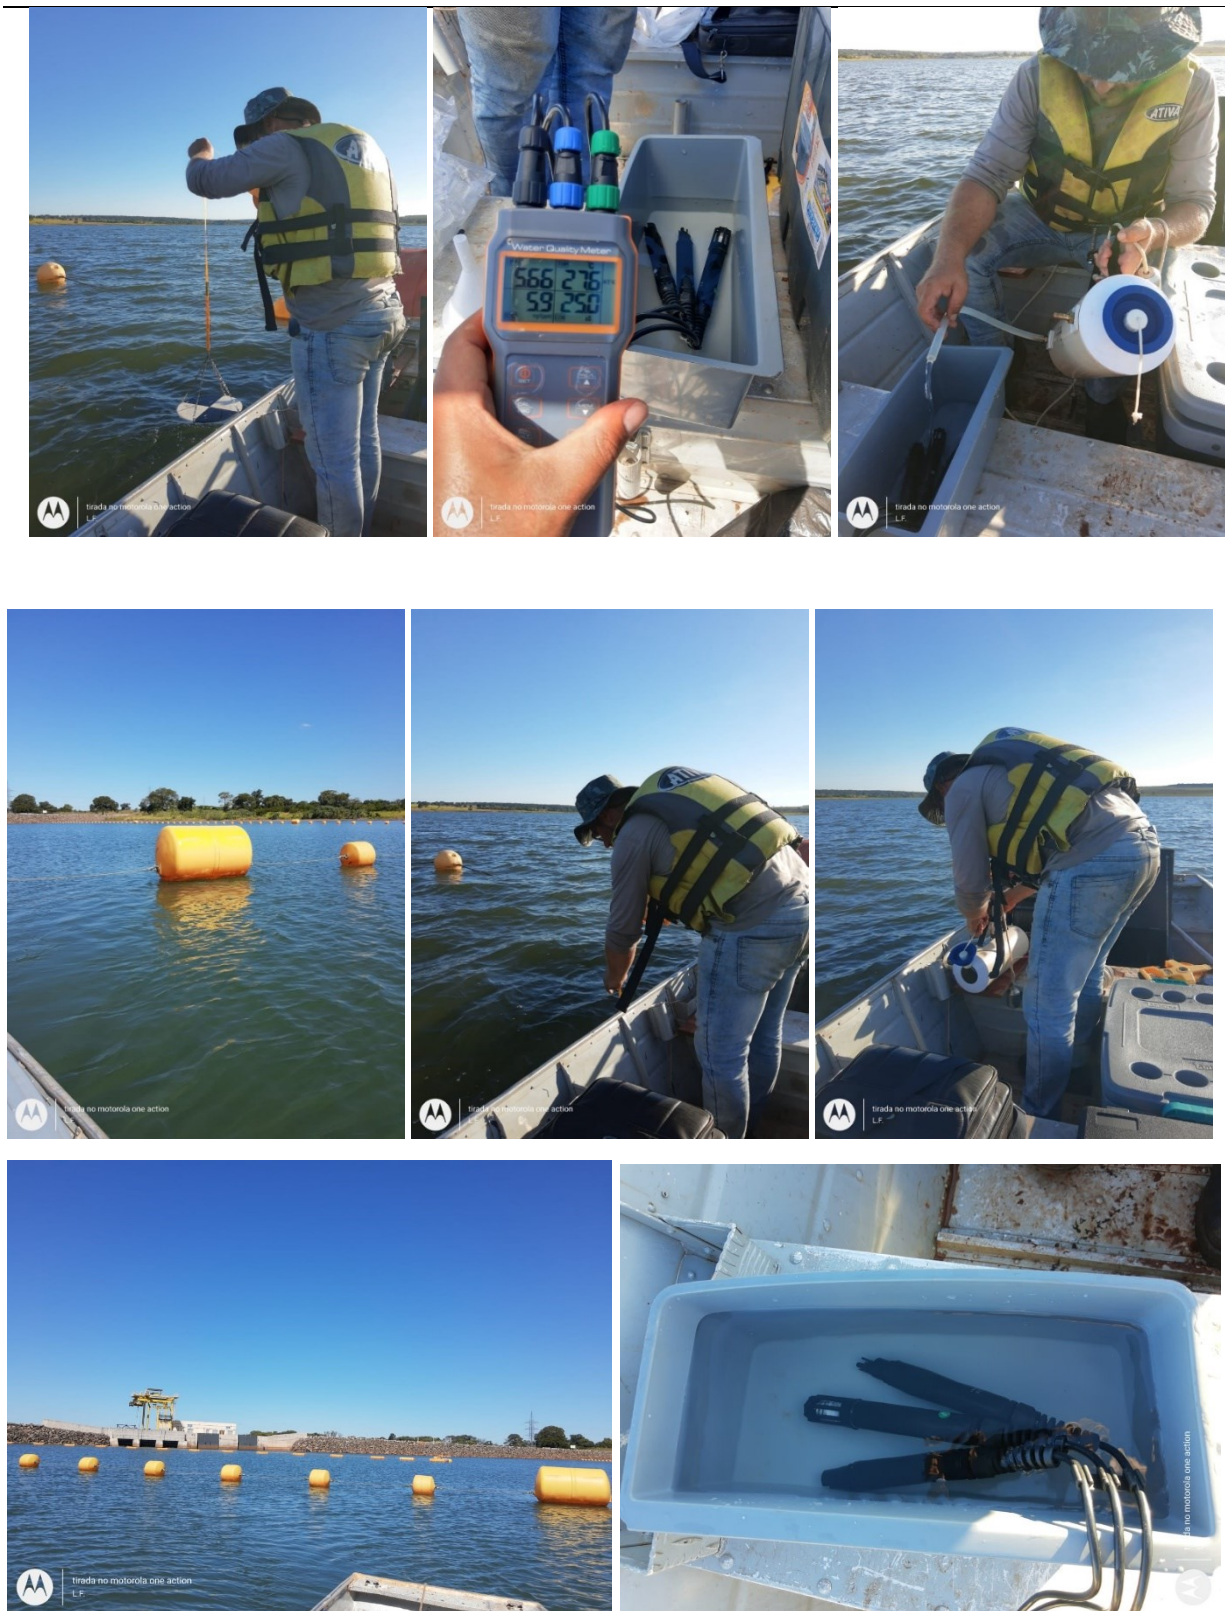 ATIVA
Water Quality Meter
5.66 27.6
5.9 25.0
ATIVA
tirada no motorola one action
L.F.
tirada no motorola one action
L.F.
tirada no motorola one action
L.F.
ATIVA
tirada no motorola one action
tirada no motorola one action
L.F.
tirada no motorola one action
L.F.
tirada no motorola one action
L.F.
tirada no motorola one action